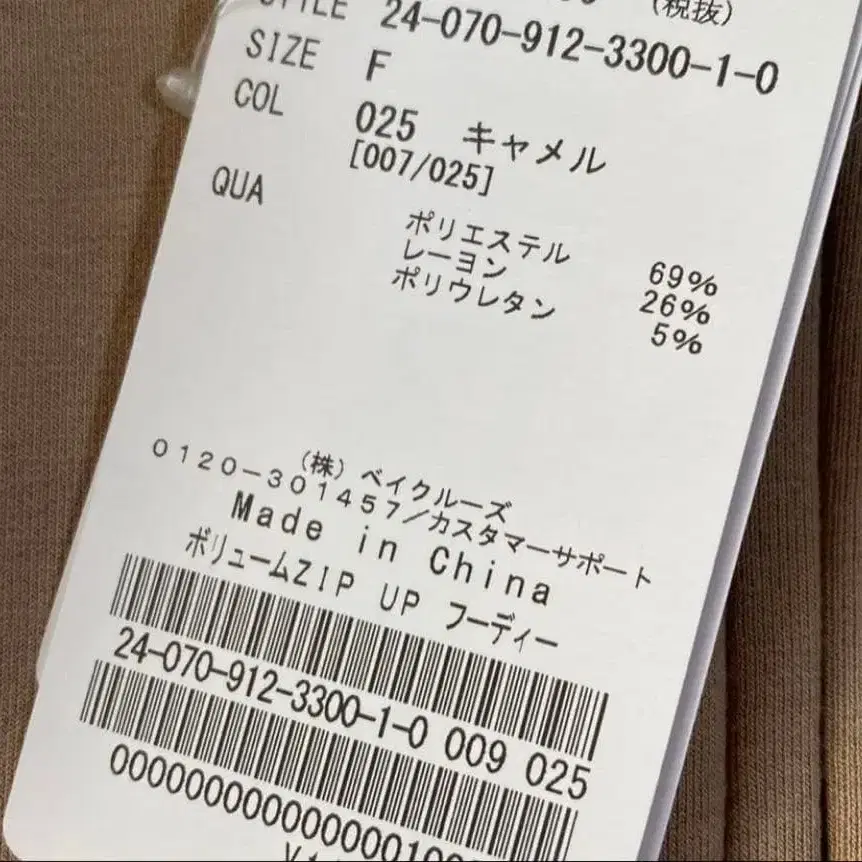 (税抜)
STYLE 24-070-912-3300-1-0
SIZE F
COL 025 キャメル
[007/025]
QUA
ポリエステル 69%
レーヨン 26%
ポリウレタン 5%
(株) ベイクルーズ
0120-301457/カスタマーサポート
Made in China
ボリュームZIP UP フーディー
24-070-912-3300-1-0 009 025